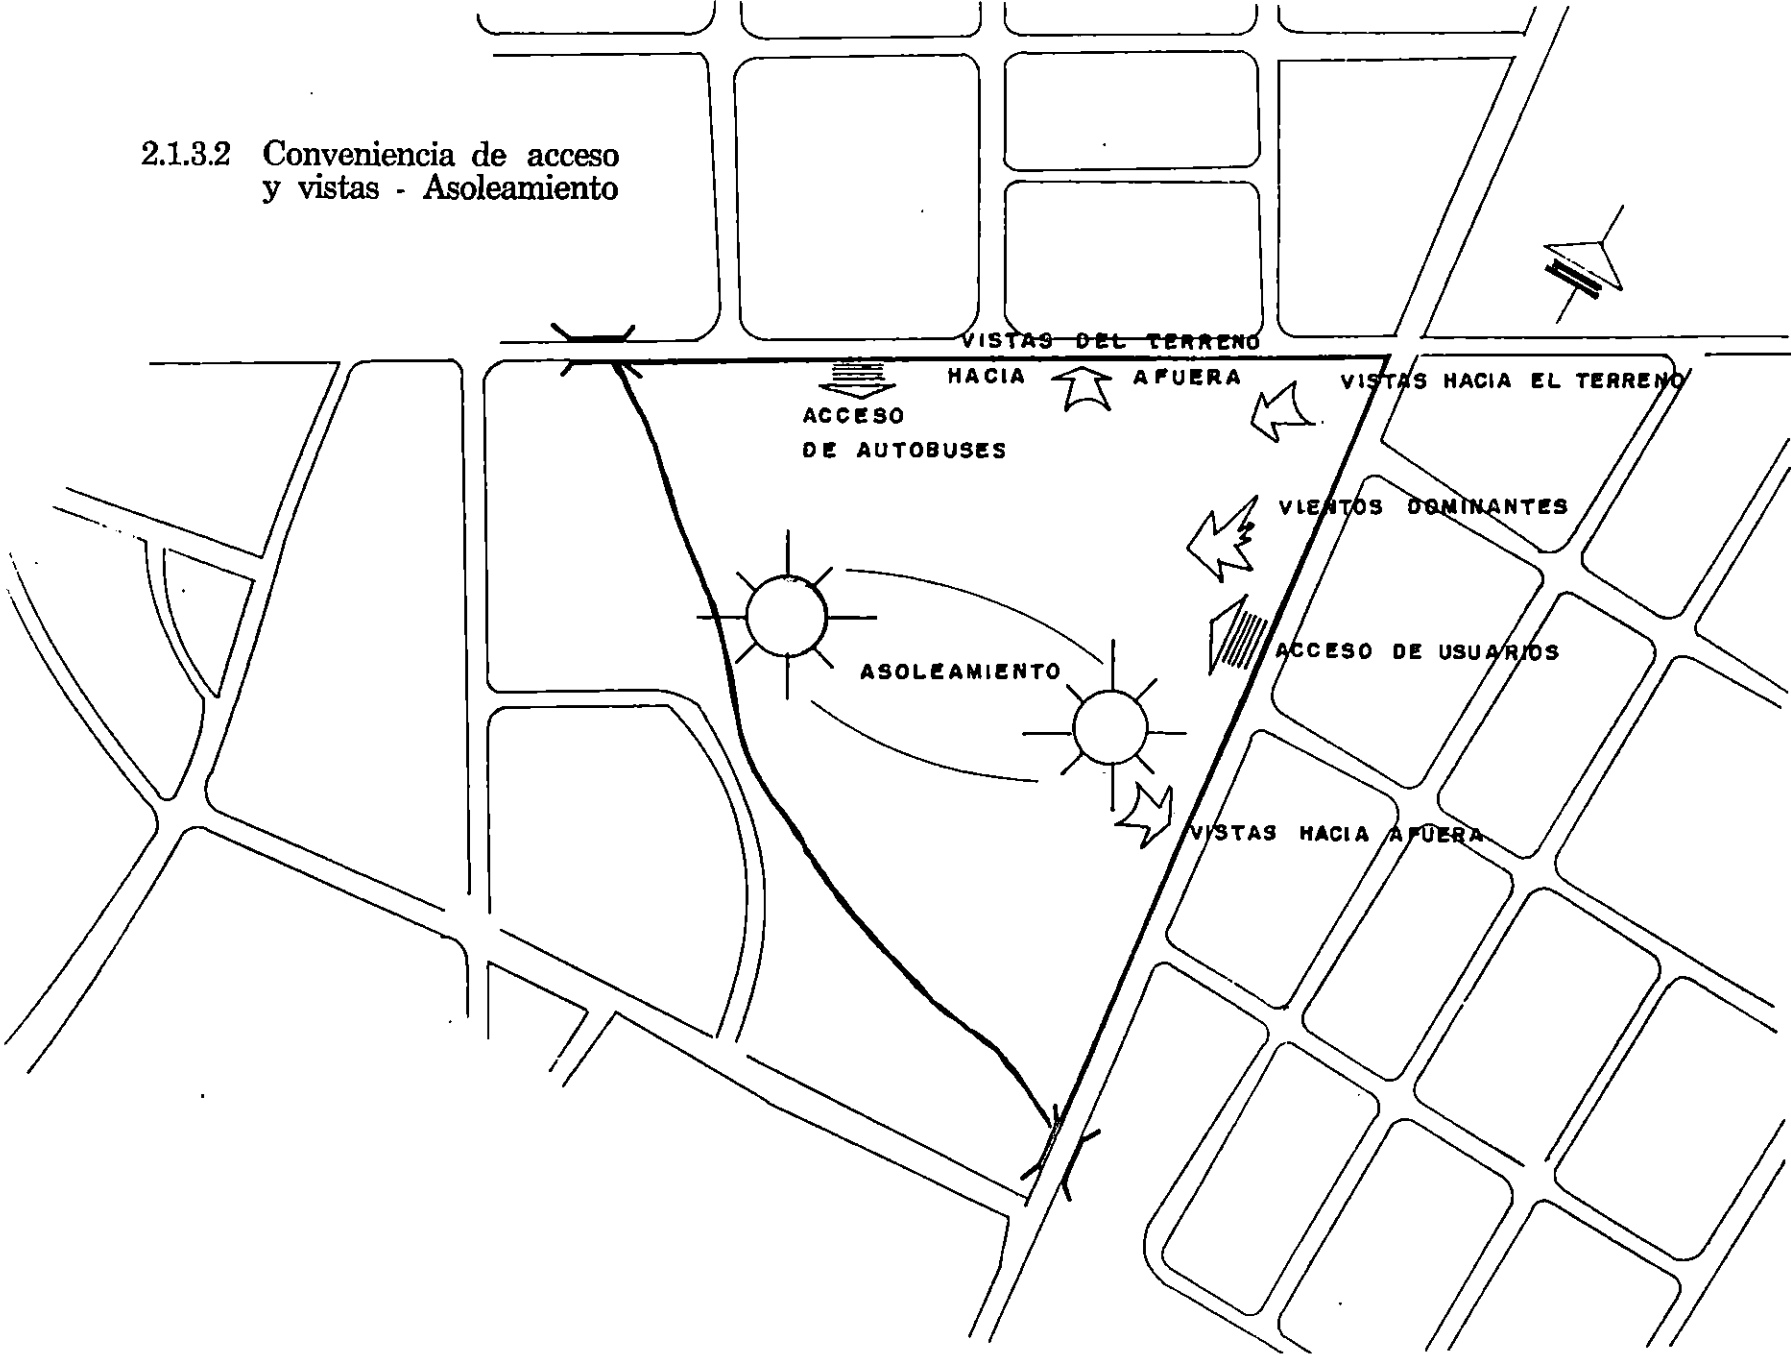 2.1.3.2 Conveniencia de acceso
y vistas - Asoleamiento
VISTAS DEL TERRENO
HACIA AFUERA
VISTAS HACIA EL TERRENO
ACCESO
DE AUTOBUSES
VIENTOS DOMINANTES
ACCESO DE USUARIOS
ASOLEAMIENTO
VISTAS HACIA AFUERA